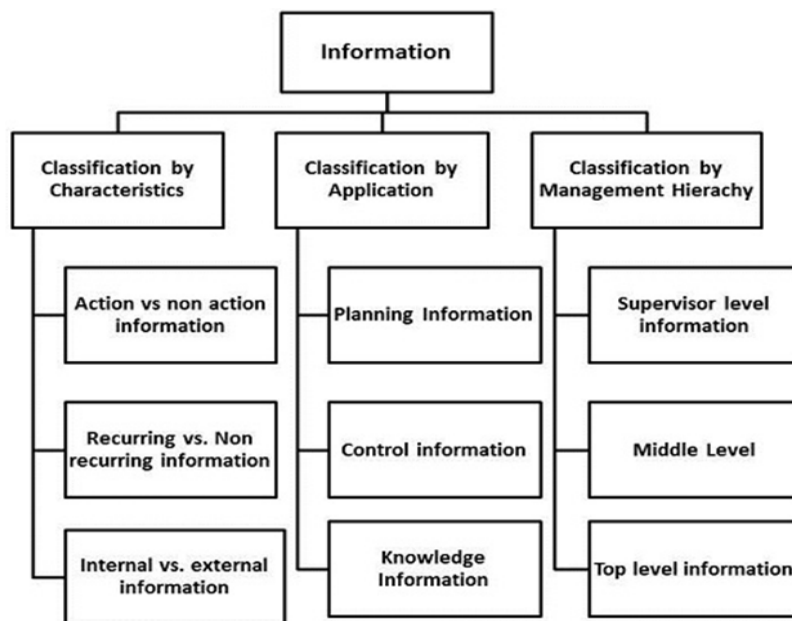 Information
Classification by
Characteristics
Classification by
Application
Classification by
Management Hierachy
Action vs non action
information
Planning Information
Supervisor level
information
Recurring vs. Non
recurring information
Control information
Middle Level
Internal vs. external
information
Knowledge
Information
Top level information